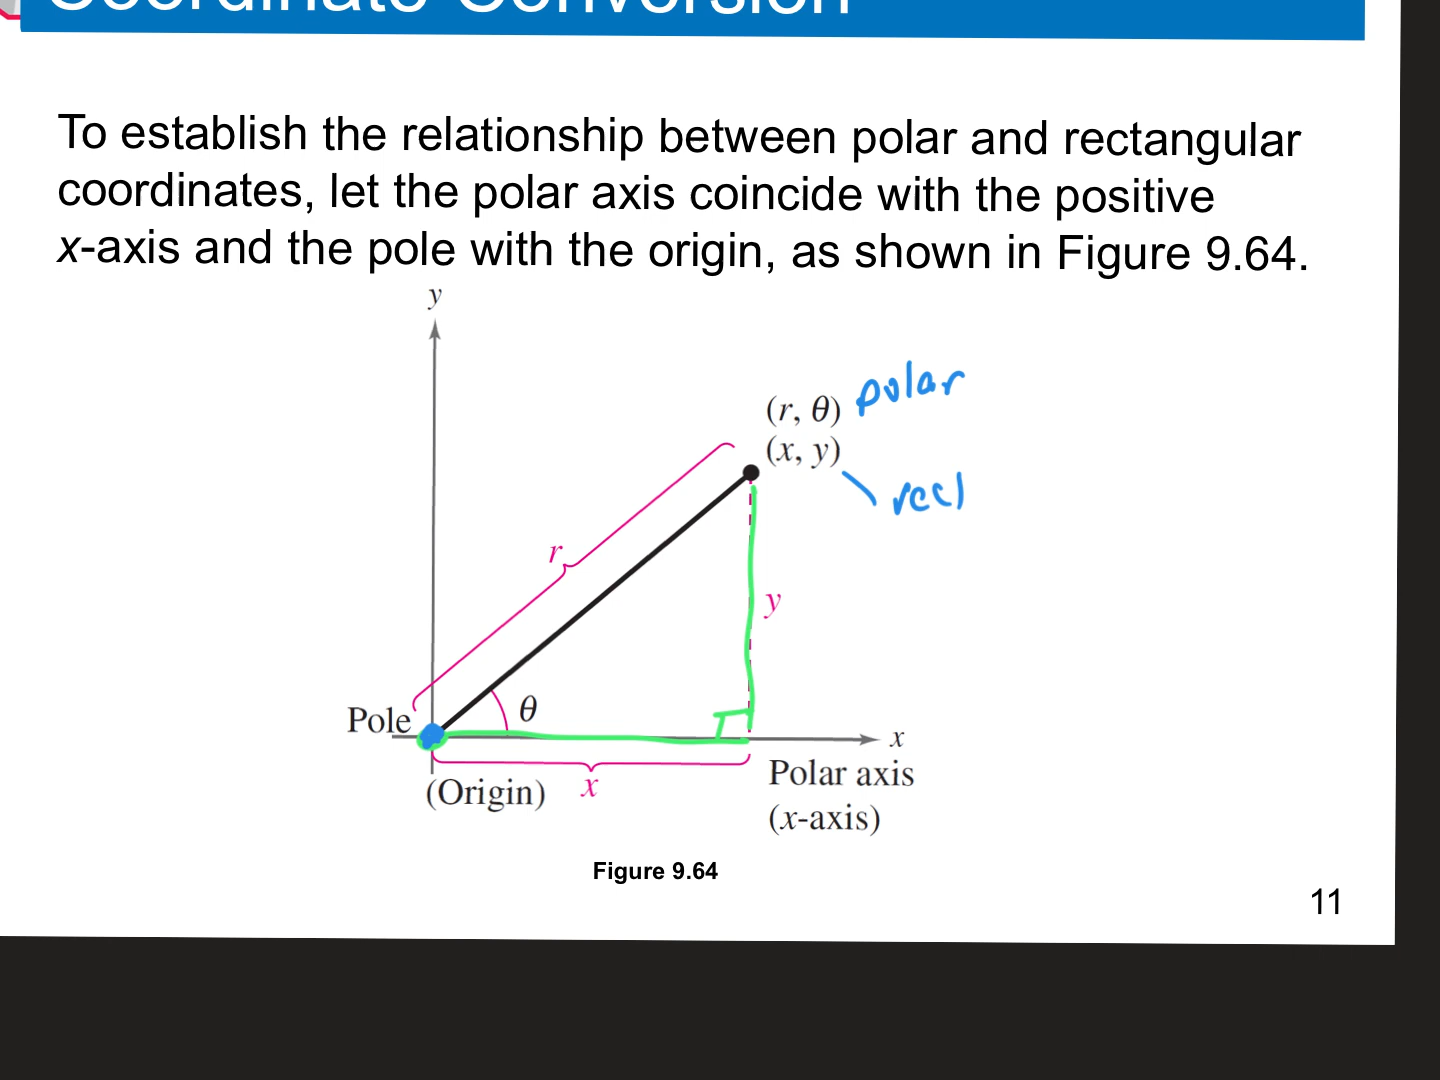 Coordinate Conversion
To establish the relationship between polar and rectangular
coordinates, let the polar axis coincide with the positive
x-axis and the pole with the origin, as shown in Figure 9.64.
y
(r, θ) polar
(x, y)
rect
r
y
θ
Pole
x
(Origin)
x
Polar axis
(x-axis)
Figure 9.64
11